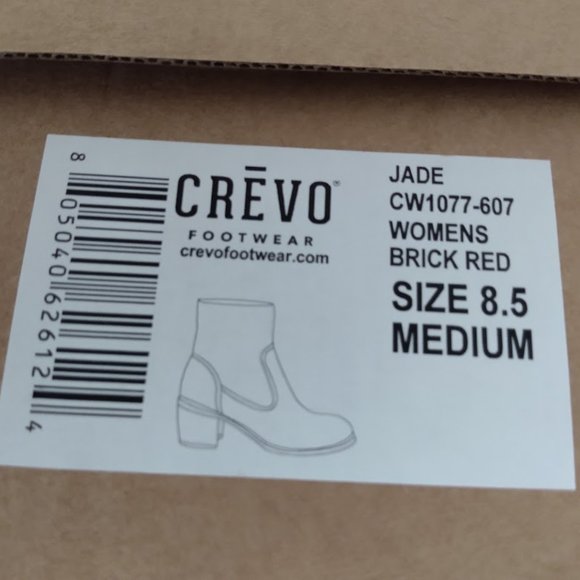 8 05040 62612 4
CRĒVO®
FOOTWEAR
crevofootwear.com
JADE
CW1077-607
WOMENS
BRICK RED
SIZE 8.5
MEDIUM